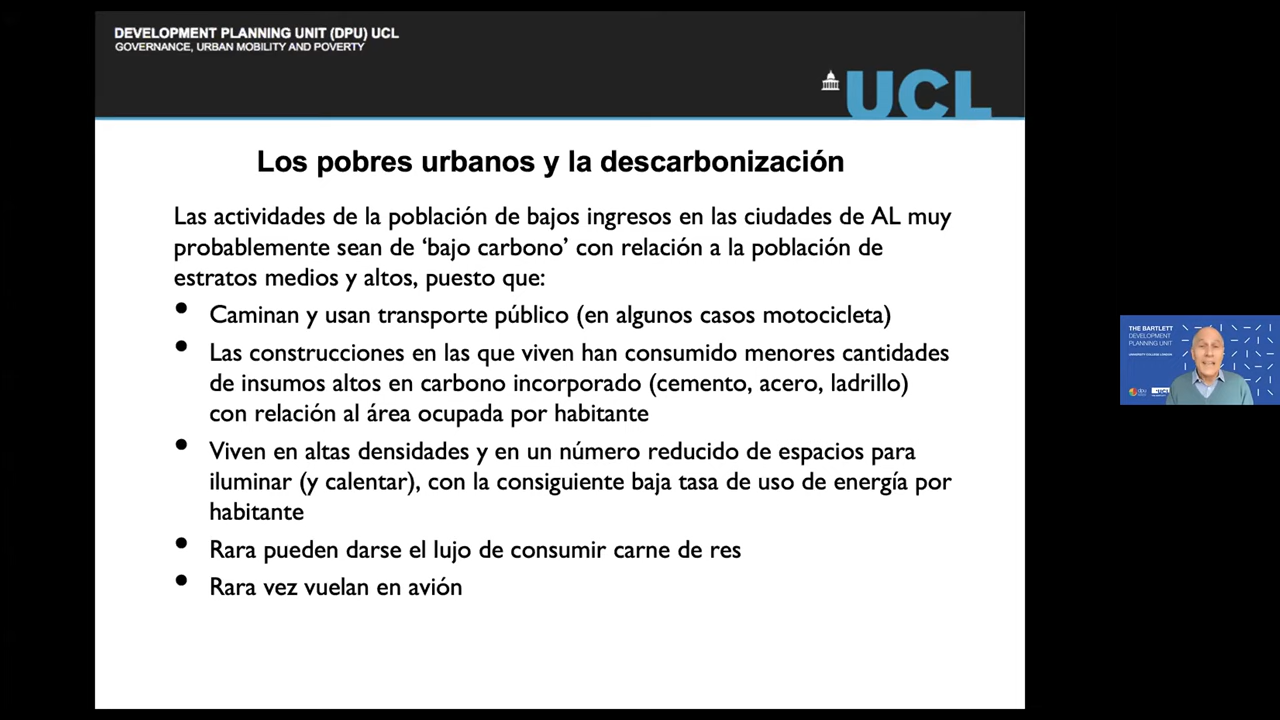 DEVELOPMENT PLANNING UNIT (DPU) UCL
GOVERNANCE, URBAN MOBILITY AND POVERTY
UCL
Los pobres urbanos y la descarbonización
Las actividades de la población de bajos ingresos en las ciudades de AL muy
probablemente sean de ‘bajo carbono’ con relación a la población de
estratos medios y altos, puesto que:
• Caminan y usan transporte público (en algunos casos motocicleta)
• Las construcciones en las que viven han consumido menores cantidades
de insumos altos en carbono incorporado (cemento, acero, ladrillo)
con relación al área ocupada por habitante
• Viven en altas densidades y en un número reducido de espacios para
iluminar (y calentar), con la consiguiente baja tasa de uso de energía por
habitante
• Rara pueden darse el lujo de consumir carne de res
• Rara vez vuelan en avión
THE BARTLETT
DEVELOPMENT
PLANNING UNIT
UNIVERSITY COLLEGE LONDON
dpu
UCL